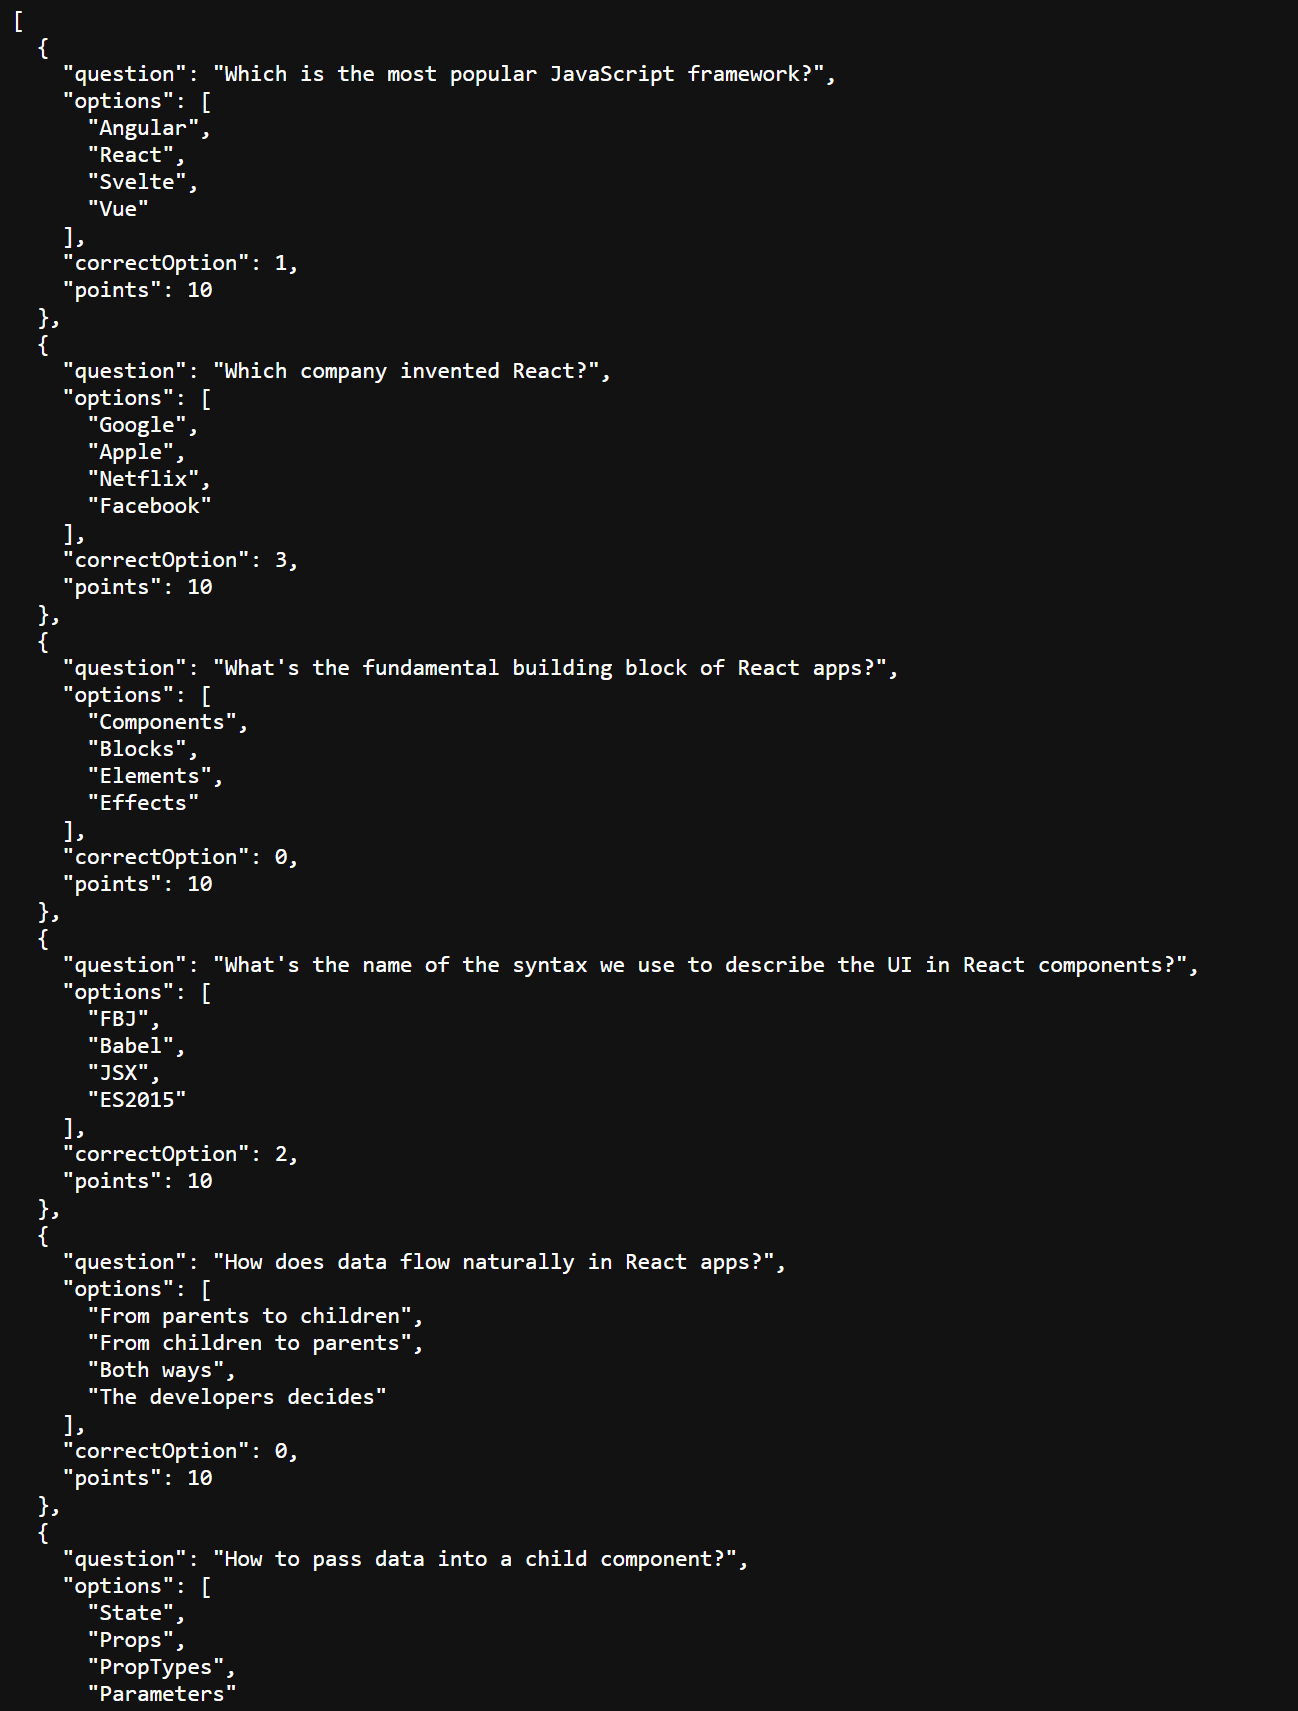 [
  {
    "question": "Which is the most popular JavaScript framework?",
    "options": [
      "Angular",
      "React",
      "Svelte",
      "Vue"
    ],
    "correctOption": 1,
    "points": 10
  },
  {
    "question": "Which company invented React?",
    "options": [
      "Google",
      "Apple",
      "Netflix",
      "Facebook"
    ],
    "correctOption": 3,
    "points": 10
  },
  {
    "question": "What's the fundamental building block of React apps?",
    "options": [
      "Components",
      "Blocks",
      "Elements",
      "Effects"
    ],
    "correctOption": 0,
    "points": 10
  },
  {
    "question": "What's the name of the syntax we use to describe the UI in React components?",
    "options": [
      "FBJ",
      "Babel",
      "JSX",
      "ES2015"
    ],
    "correctOption": 2,
    "points": 10
  },
  {
    "question": "How does data flow naturally in React apps?",
    "options": [
      "From parents to children",
      "From children to parents",
      "Both ways",
      "The developers decides"
    ],
    "correctOption": 0,
    "points": 10
  },
  {
    "question": "How to pass data into a child component?",
    "options": [
      "State",
      "Props",
      "PropTypes",
      "Parameters"